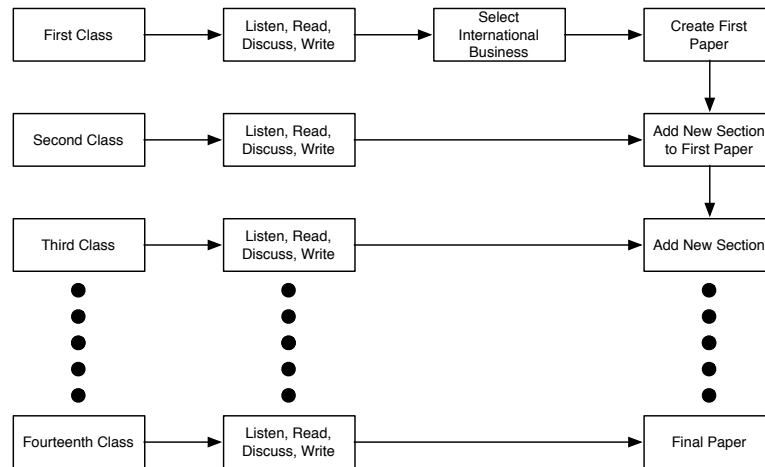 First Class
Listen, Read,
Discuss, Write
Select
International
Business
Create First
Paper
Second Class
Listen, Read,
Discuss, Write
Add New Section
to First Paper
Third Class
Listen, Read,
Discuss, Write
Add New Section
Fourteenth Class
Listen, Read,
Discuss, Write
Final Paper